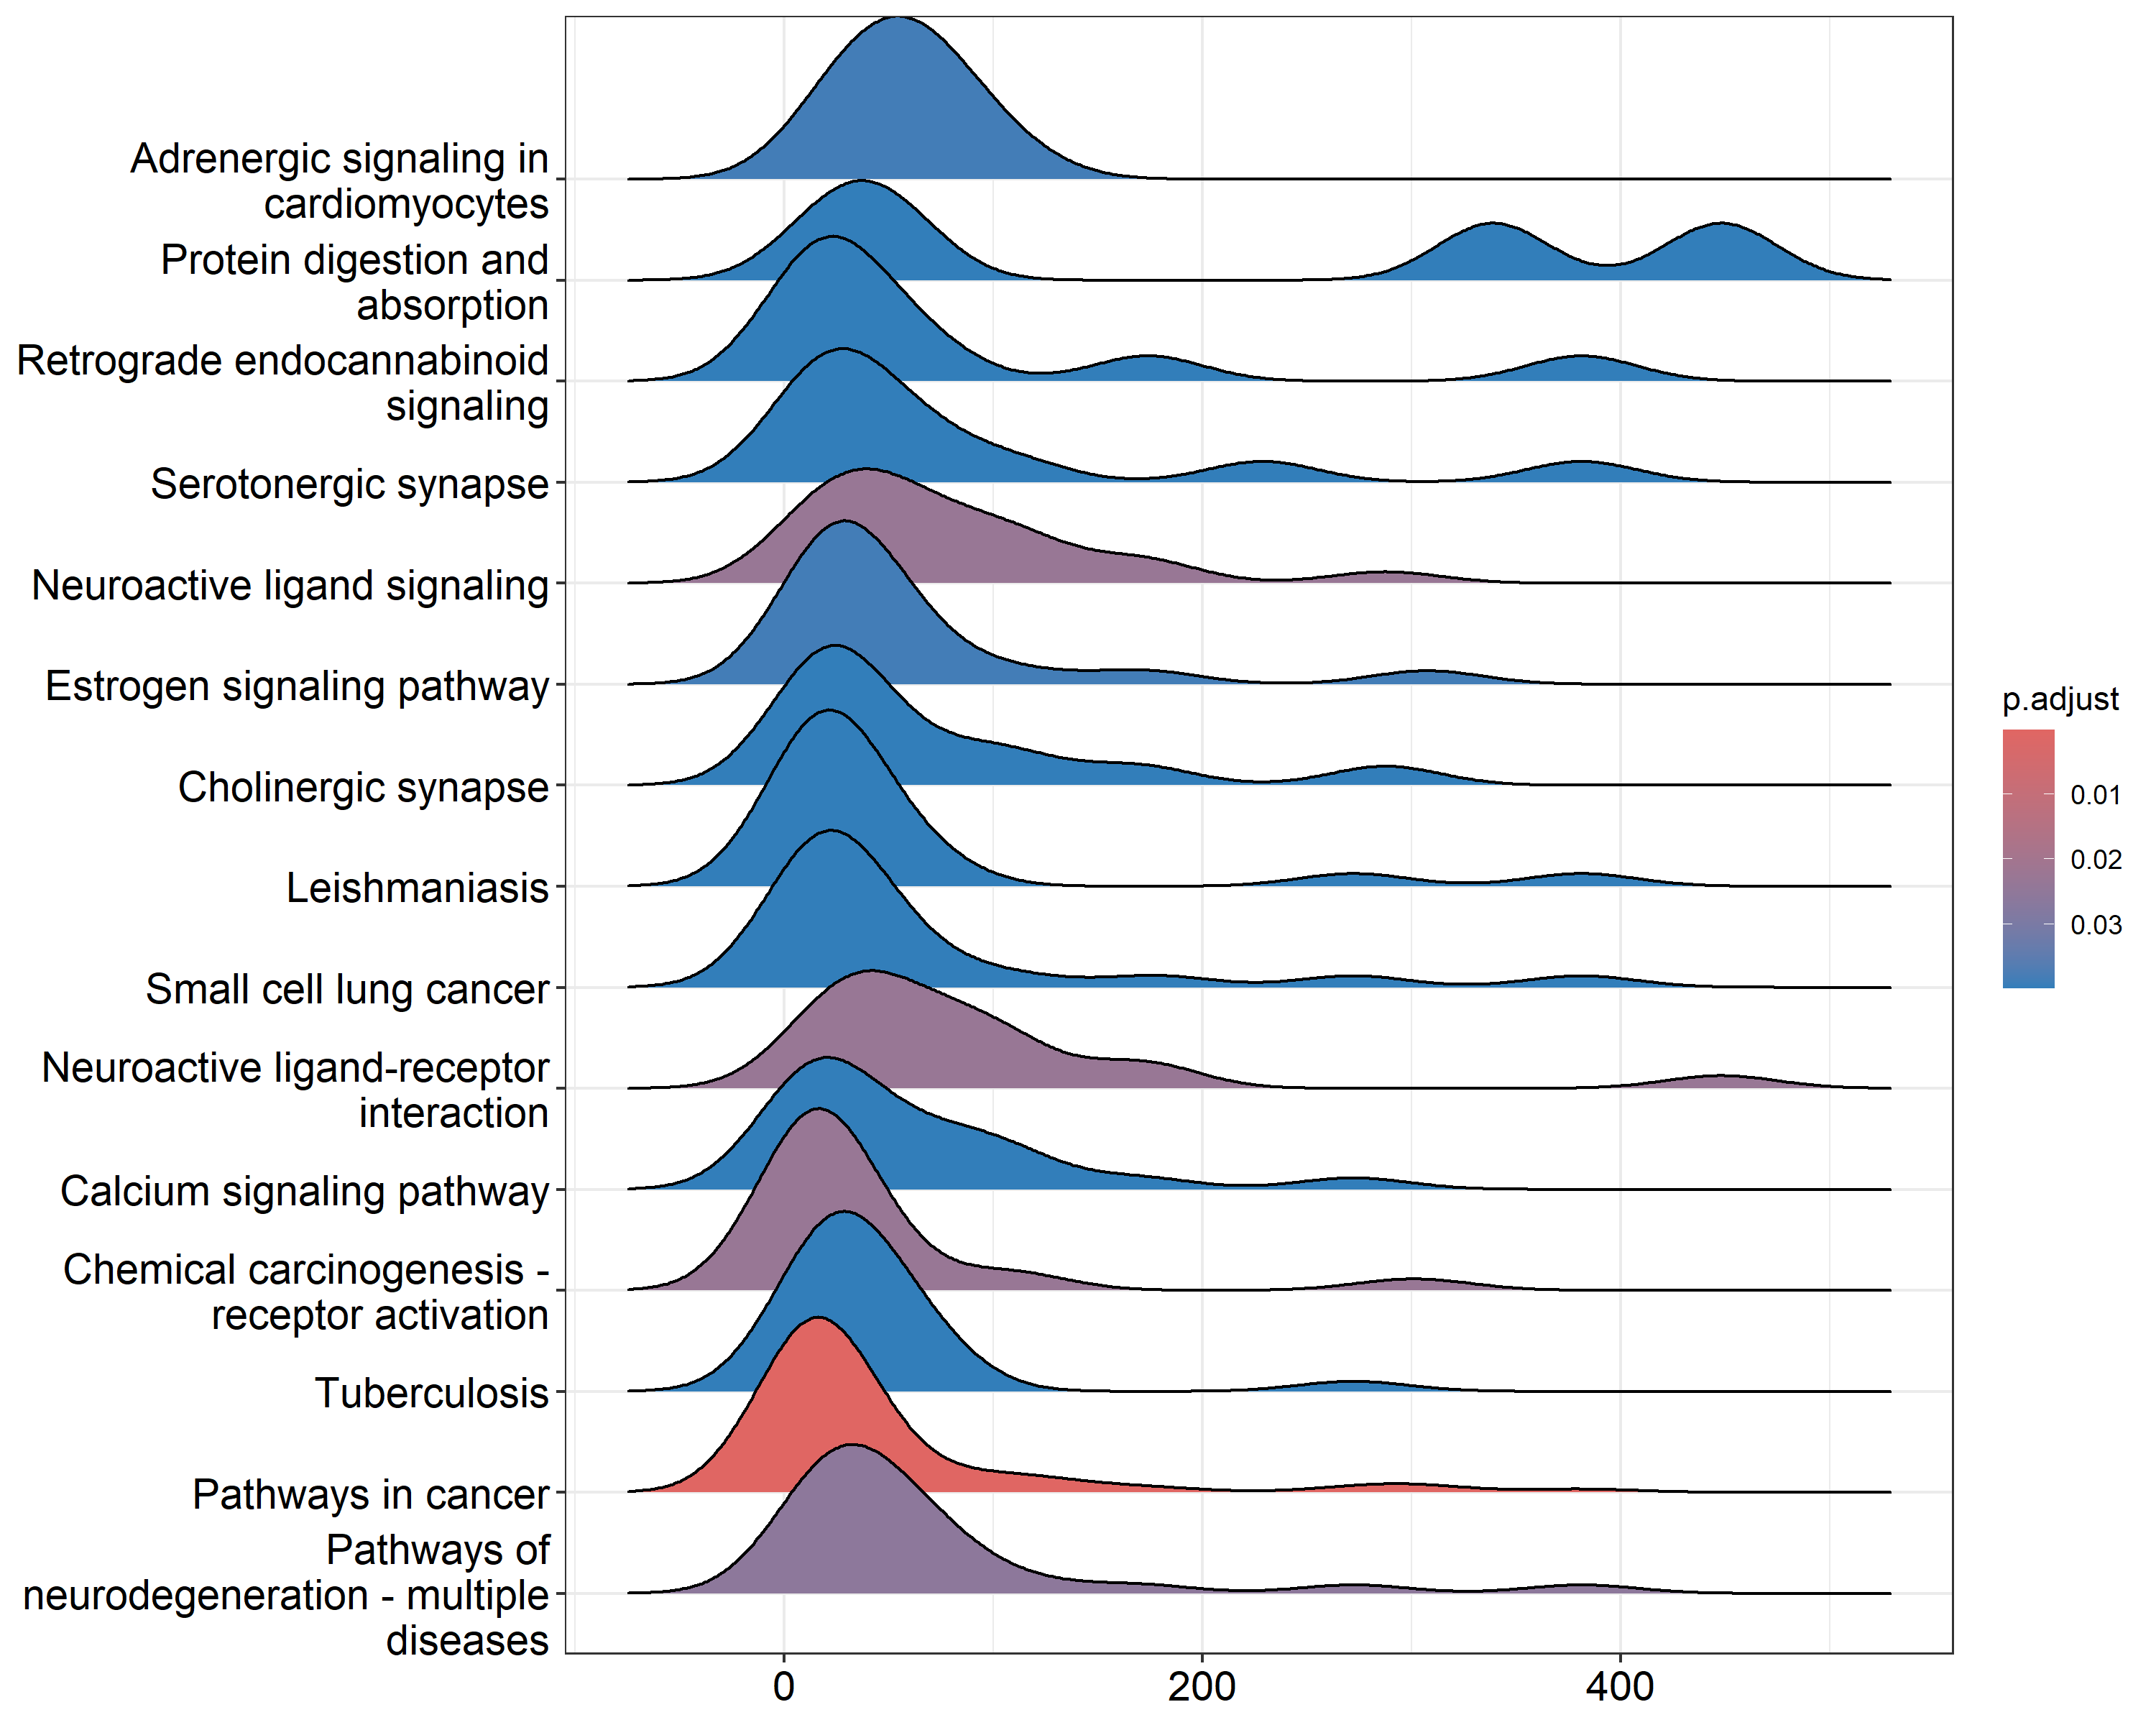 Adrenergic signaling in
cardiomyocytes
Protein digestion and
absorption
Retrograde endocannabinoid
signaling
Serotonergic synapse
Neuroactive ligand signaling
Estrogen signaling pathway
Cholinergic synapse
Leishmaniasis
Small cell lung cancer
Neuroactive ligand-receptor
interaction
Calcium signaling pathway
Chemical carcinogenesis -
receptor activation
Tuberculosis
Pathways in cancer
Pathways of
neurodegeneration - multiple
diseases
0
200
400
p.adjust
0.01
0.02
0.03